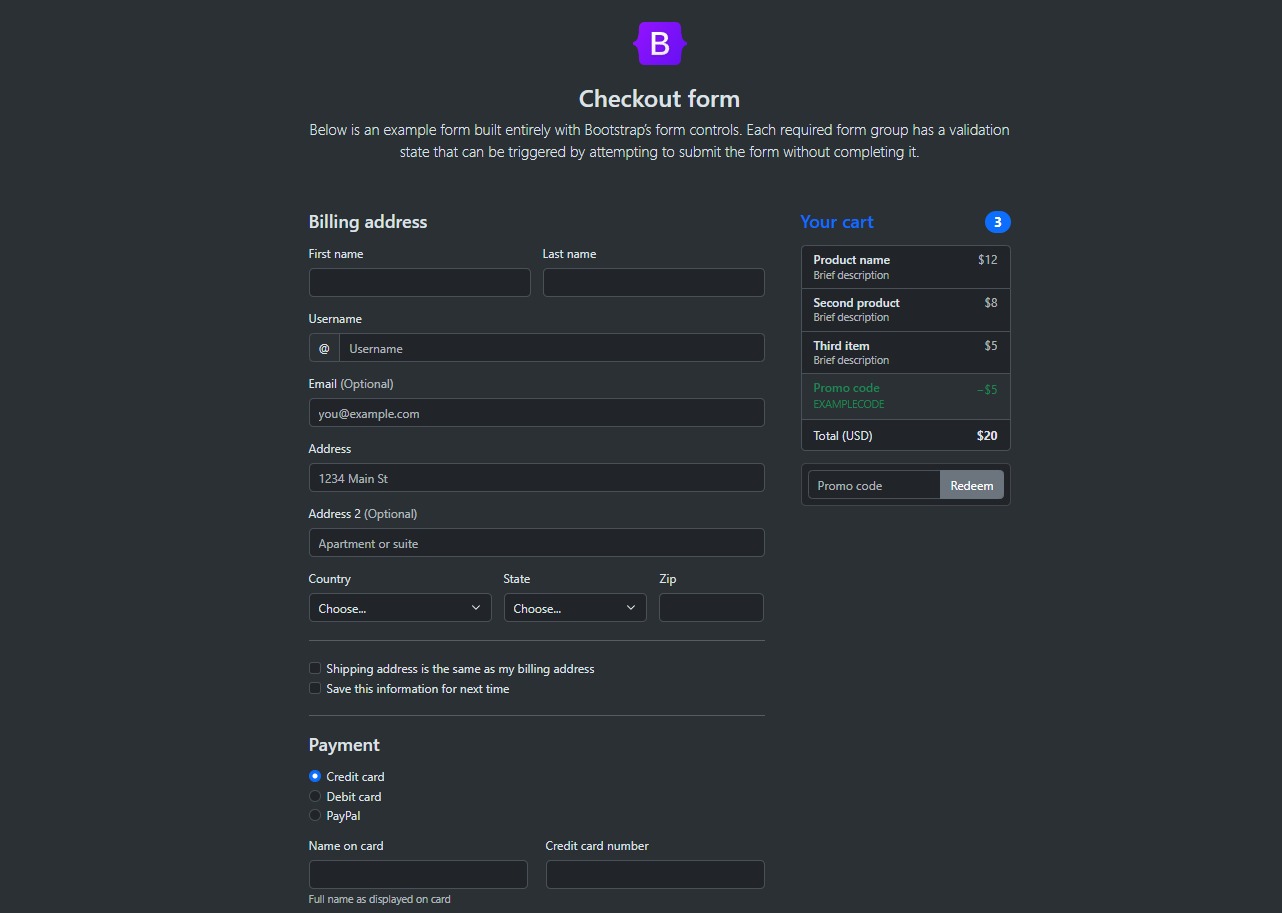 B
Checkout form
Below is an example form built entirely with Bootstrap's form controls. Each required form group has a validation
state that can be triggered by attempting to submit the form without completing it.
Billing address
First name
Last name
Username
@ Username
Email (Optional)
you@example.com
Address
1234 Main St
Address 2 (Optional)
Apartment or suite
Country
State
Zip
Choose...
Choose...
Shipping address is the same as my billing address
Save this information for next time
Payment
Credit card
Debit card
PayPal
Name on card
Credit card number
Full name as displayed on card
Your cart
3
Product name
$12
Brief description
Second product
$8
Brief description
Third item
$5
Brief description
Promo code
−$5
EXAMPLECODE
Total (USD)
$20
Promo code
Redeem